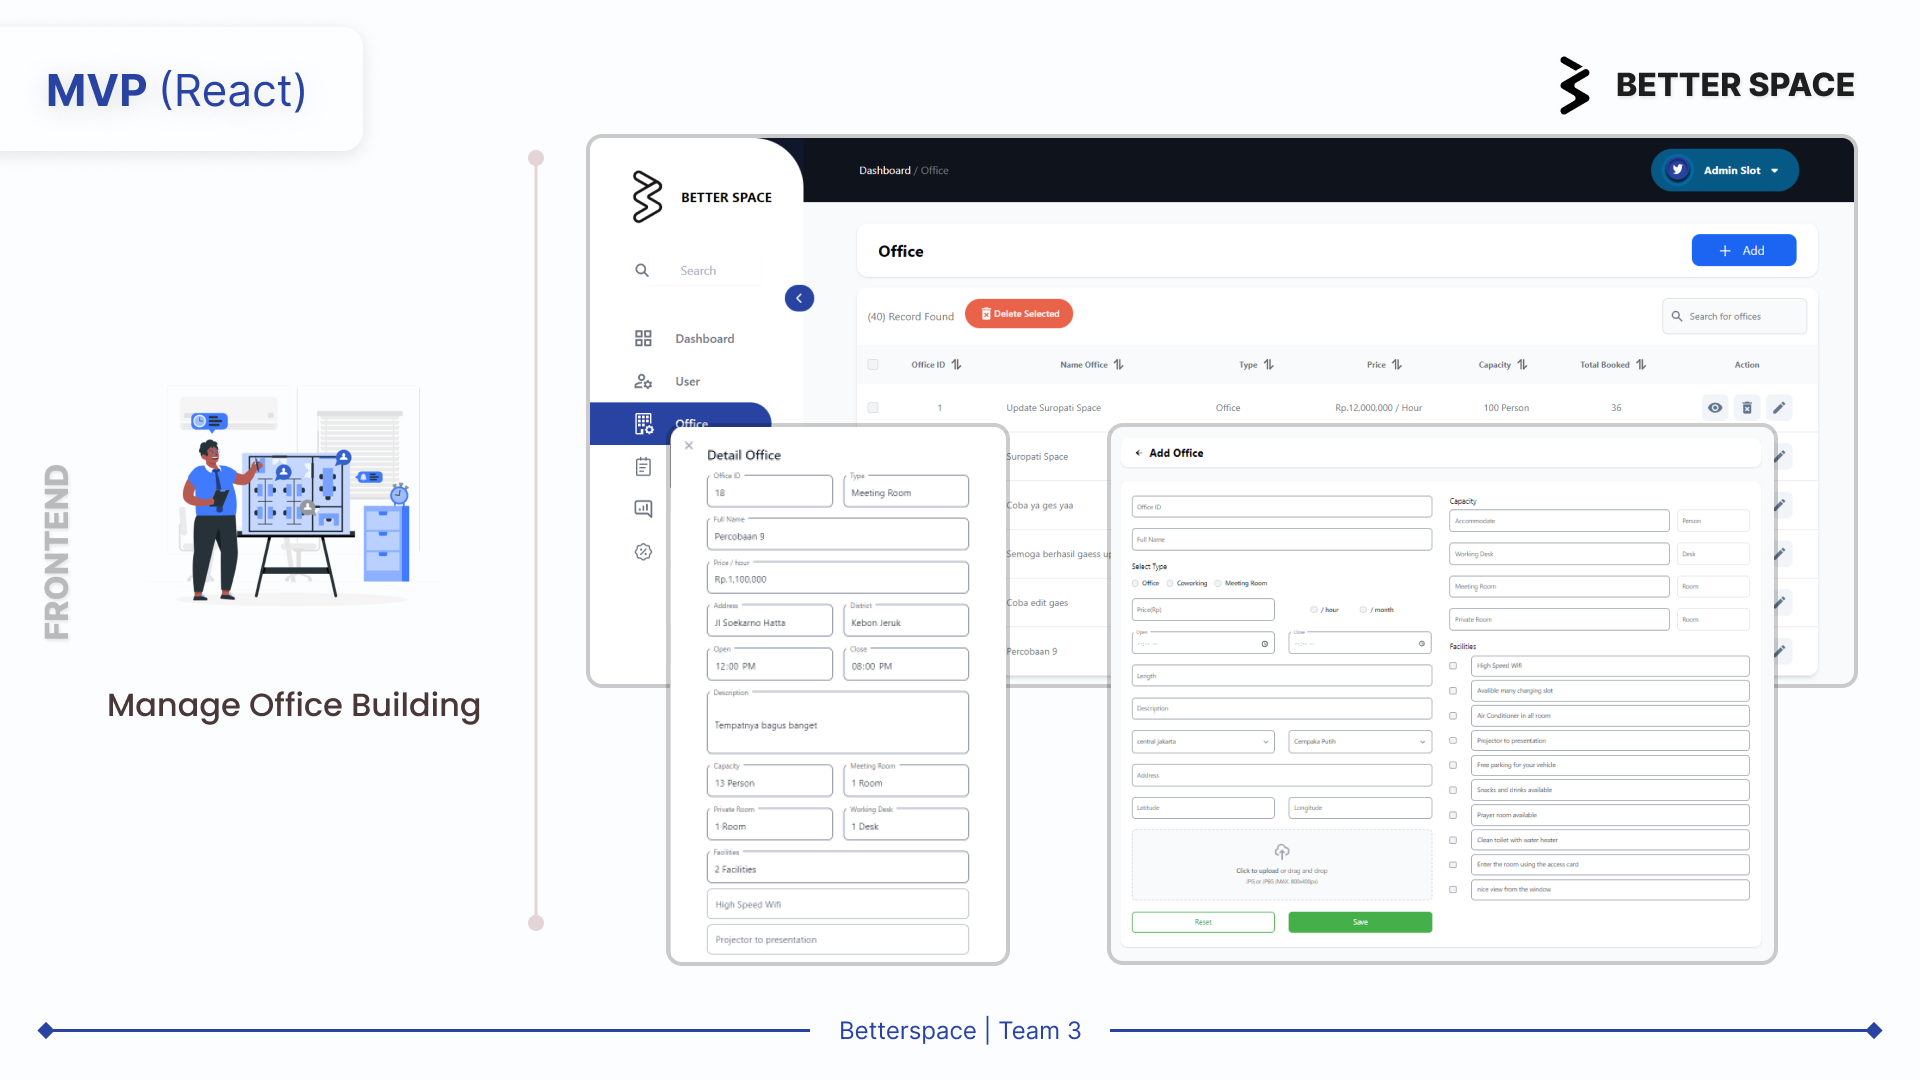 MVP (React)
BETTER SPACE
FRONTEND
Manage Office Building
BETTER SPACE
Search
Dashboard
User
Office
Dashboard / Office
Admin Slot
Office
+ Add
(40) Record Found
Delete Selected
Search for offices
Office ID Name Office Type Price Capacity Total Booked Action
1 Update Suropati Space Office Rp.12,000,000 / Hour 100 Person 36
Suropati Space
Coba ya ges yaa
Semoga berhasil gaess u
Coba edit gaes
Percobaan 9
Detail Office
Office ID
18
Type
Meeting Room
Full Name
Percobaan 9
Price / hour
Rp.1,100,000
Address
Jl Soekarno Hatta
District
Kebon Jeruk
Open
12:00 PM
Close
08:00 PM
Description
Tempatnya bagus banget
Capacity
13 Person
Meeting Room
1 Room
Private Room
1 Room
Working Desk
1 Desk
Facilities
2 Facilities
High Speed Wifi
Projector to presentation
Add Office
Office ID
Full Name
Select Type
Office Coworking Meeting Room
Price(Rp)
/ hour / month
Open
--:-- --
Close
--:-- --
Length
Description
central jakarta
Cempaka Putih
Address
Latitude
Longitude
Click to upload or drag and drop
JPG or JPEG (MAX. 800x400px)
Reset
Save
Capacity
Accommodate
Person
Working Desk
Desk
Meeting Room
Room
Private Room
Room
Facilities
High Speed Wifi
Availible many charging slot
Air Conditioner in all room
Projector to presentation
Free parking for your vehicle
Snacks and drinks available
Prayer room available
Clean toilet with water heater
Enter the room using the access card
nice view from the window
Betterspace | Team 3